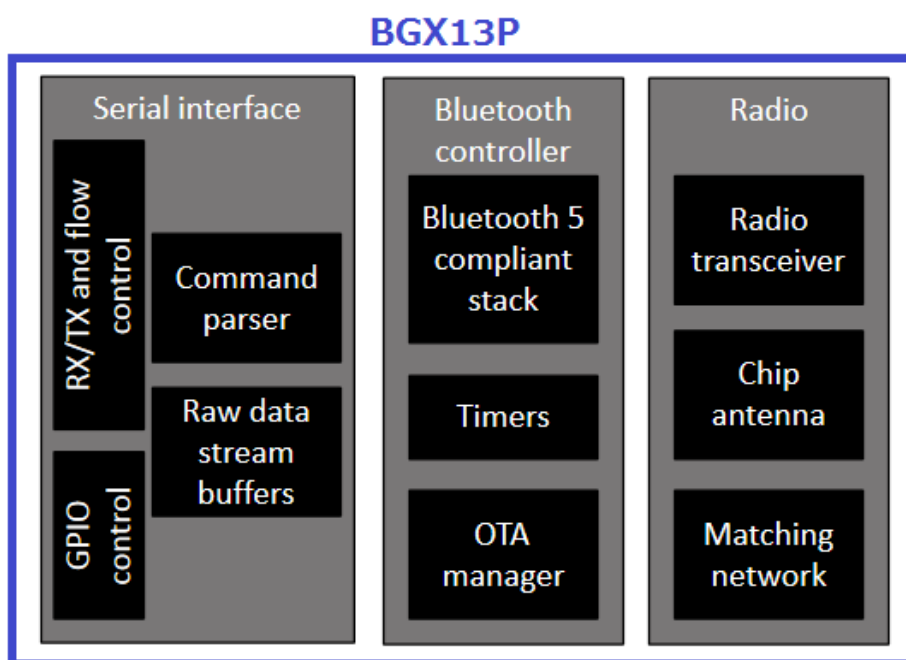 BGX13P
Serial interface
RX/TX and flow
control
Command
parser
Raw data
stream
buffers
GPIO
control
Bluetooth
controller
Bluetooth 5
compliant
stack
Timers
OTA
manager
Radio
Radio
transceiver
Chip
antenna
Matching
network